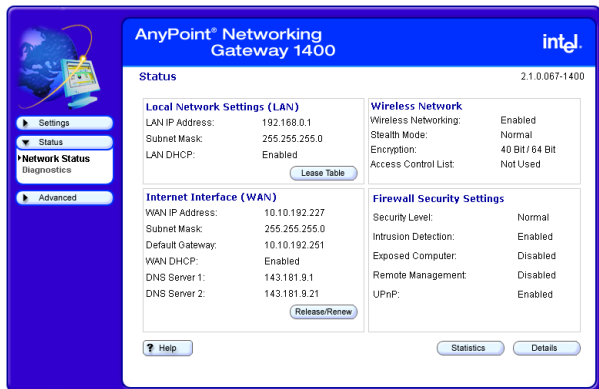 AnyPoint® Networking
Gateway 1400
intel.
Status
2.1.0.067-1400
Settings
Status
Network Status
Diagnostics
Advanced
Local Network Settings (LAN)
LAN IP Address: 192.168.0.1
Subnet Mask: 255.255.255.0
LAN DHCP: Enabled
Lease Table
Wireless Network
Wireless Networking: Enabled
Stealth Mode: Normal
Encryption: 40 Bit / 64 Bit
Access Control List: Not Used
Internet Interface (WAN)
WAN IP Address: 10.10.192.227
Subnet Mask: 255.255.255.0
Default Gateway: 10.10.192.251
WAN DHCP: Enabled
DNS Server 1: 143.181.9.1
DNS Server 2: 143.181.9.21
Release/Renew
Firewall Security Settings
Security Level: Normal
Intrusion Detection: Enabled
Exposed Computer: Disabled
Remote Management: Disabled
UPnP: Enabled
? Help
Statistics
Details